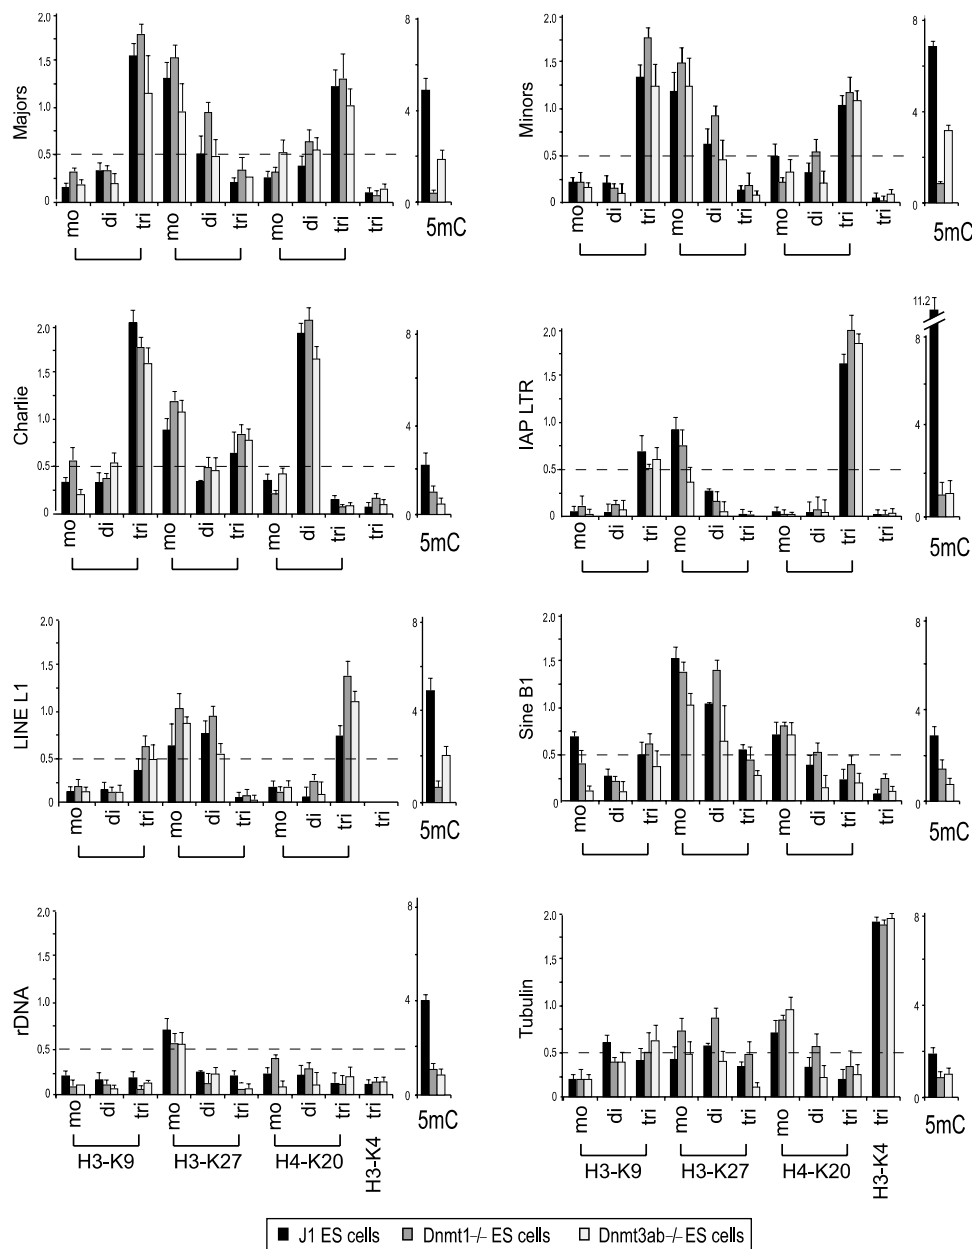 Majors
2.0
1.5
1.0
0.5
0
mo
di
tri
mo
di
tri
mo
di
tri
tri
8
4
0
5mC
Minors
2.0
1.5
1.0
0.5
0
mo
di
tri
mo
di
tri
mo
di
tri
tri
8
4
0
5mC
Charlie
2.0
1.5
1.0
0.5
0
mo
di
tri
mo
di
tri
mo
di
tri
tri
8
4
0
5mC
IAP LTR
2.0
1.5
1.0
0.5
0
mo
di
tri
mo
di
tri
mo
di
tri
tri
11.2
8
4
0
5mC
LINE L1
2.0
1.5
1.0
0.5
0
mo
di
tri
mo
di
tri
mo
di
tri
tri
8
4
0
5mC
Sine B1
2.0
1.5
1.0
0.5
0
mo
di
tri
mo
di
tri
mo
di
tri
tri
8
4
0
5mC
rDNA
2.0
1.5
1.0
0.5
0
mo
di
tri
mo
di
tri
mo
di
tri
tri
H3-K9
H3-K27
H4-K20
H3-K4
8
4
0
5mC
Tubulin
2.0
1.5
1.0
0.5
0
mo
di
tri
mo
di
tri
mo
di
tri
tri
H3-K9
H3-K27
H4-K20
H3-K4
8
4
0
5mC
J1 ES cells
Dnmt1–/– ES cells
Dnmt3ab–/– ES cells